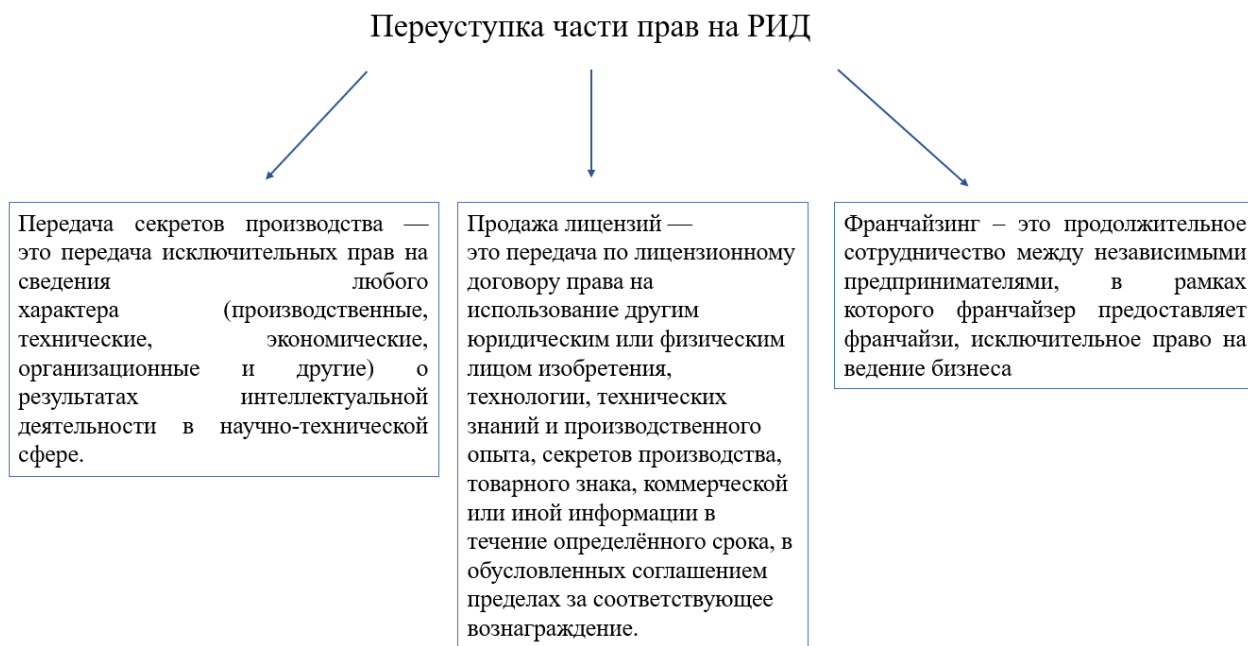 Переуступка части прав на РИД
Передача секретов производства —
это передача исключительных прав на
сведения любого
характера (производственные,
технические, экономические,
организационные и другие) о
результатах интеллектуальной
деятельности в научно-технической
сфере.
Продажа лицензий —
это передача по лицензионному
договору права на
использование другим
юридическим или физическим
лицом изобретения,
технологии, технических
знаний и производственного
опыта, секретов производства,
товарного знака, коммерческой
или иной информации в
течение определённого срока, в
обусловленных соглашением
пределах за соответствующее
вознаграждение.
Франчайзинг – это продолжительное
сотрудничество между независимыми
предпринимателями, в рамках
которого франчайзер предоставляет
франчайзи, исключительное право на
ведение бизнеса